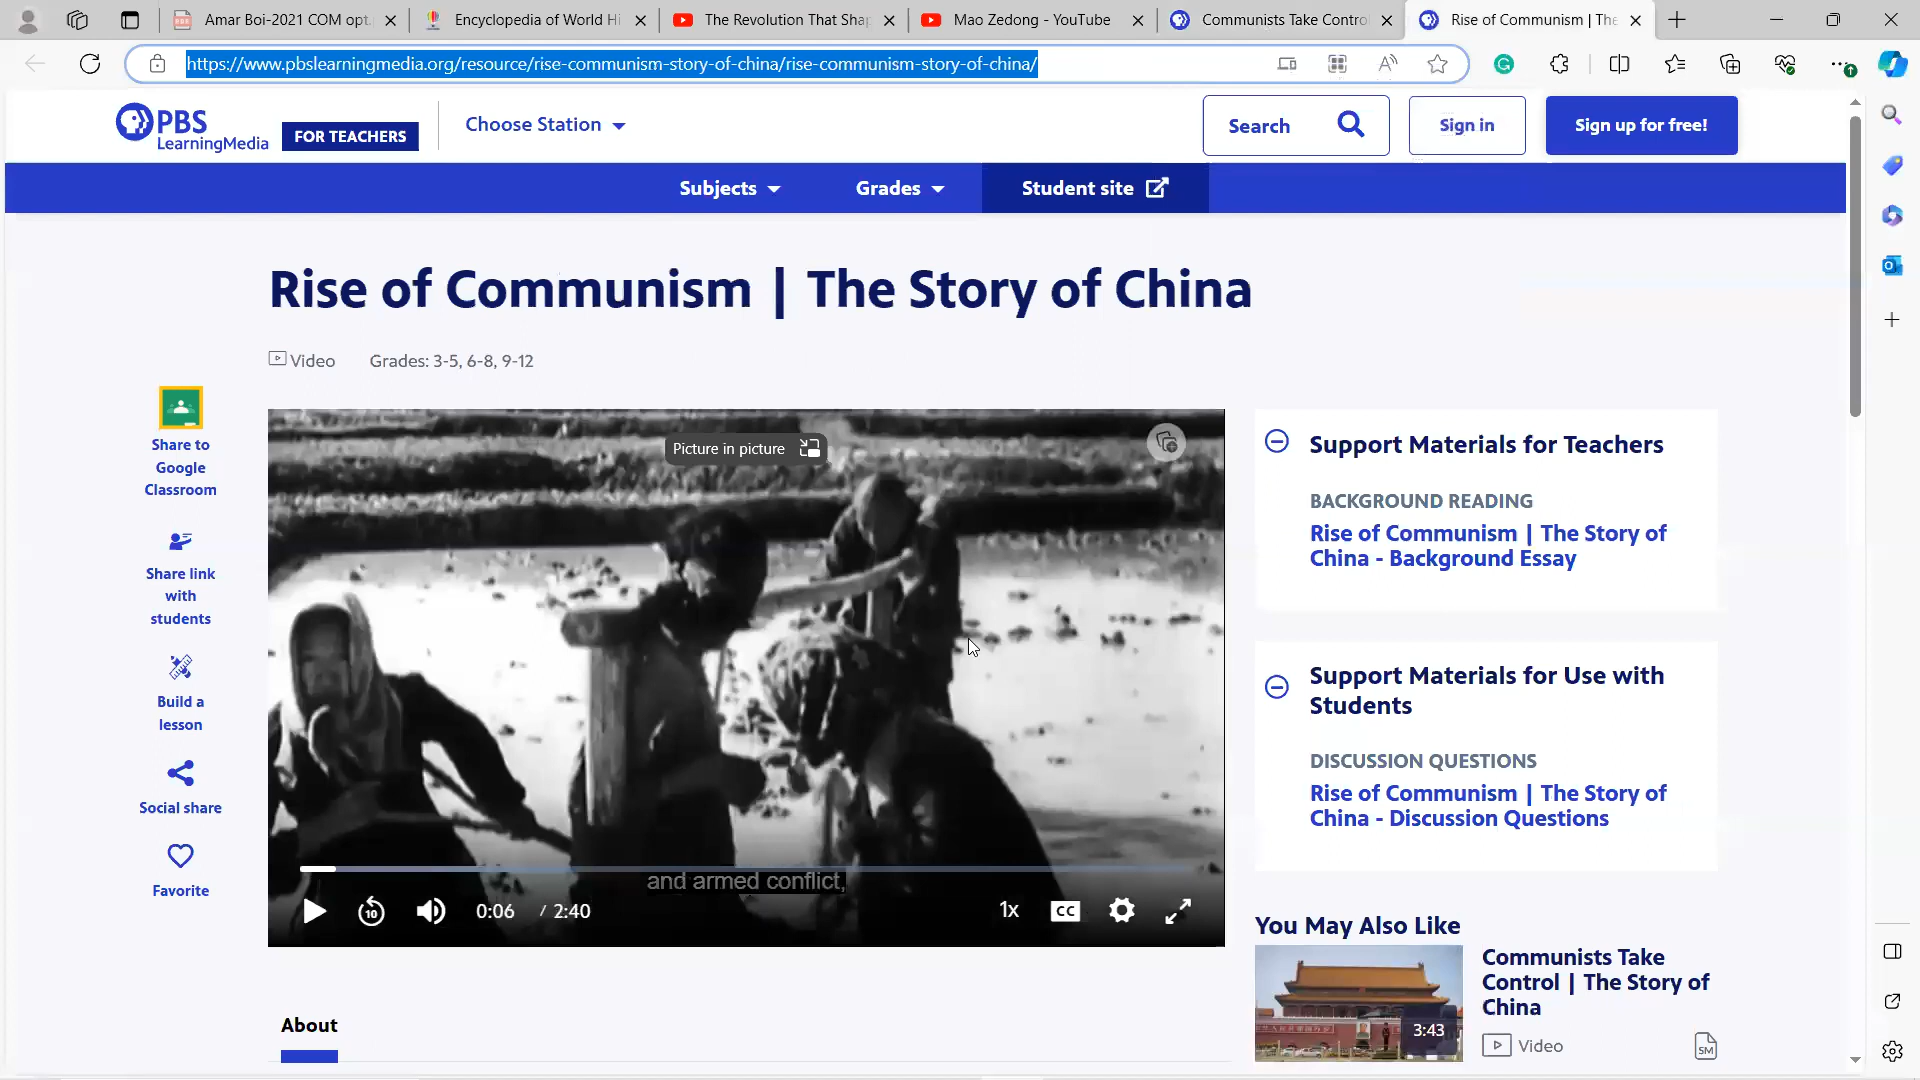 Amar Boi-2021 COM opt.
Encyclopedia of World Hi
The Revolution That Sha
Mao Zedong - YouTube
Communists Take Contro
Rise of Communism | The
https://www.pbslearningmedia.org/resource/rise-communism-story-of-china/rise-communism-story-of-china/
PBS
LearningMedia
FOR TEACHERS
Choose Station
Search
Sign in
Sign up for free!
Subjects
Grades
Student site
Rise of Communism | The Story of China
Video
Grades: 3-5, 6-8, 9-12
Share to
Google
Classroom
Share link
with
students
Build a
lesson
Social share
Favorite
Picture in picture
and armed conflict,
10
0:06 / 2:40
1x
CC
Support Materials for Teachers
BACKGROUND READING
Rise of Communism | The Story of
China - Background Essay
Support Materials for Use with
Students
DISCUSSION QUESTIONS
Rise of Communism | The Story of
China - Discussion Questions
You May Also Like
3:43
Communists Take
Control | The Story of
China
Video
SM
About